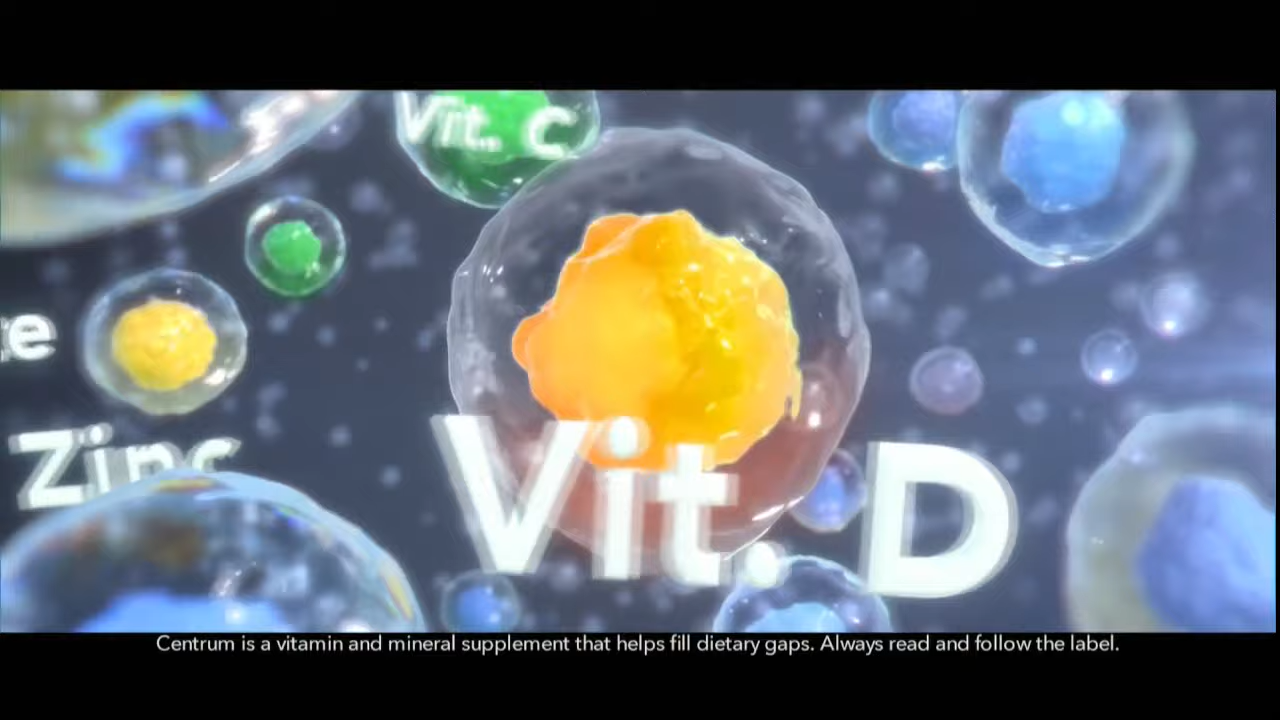 Vit. C
Zinc
Vit. D
Centrum is a vitamin and mineral supplement that helps fill dietary gaps. Always read and follow the label.